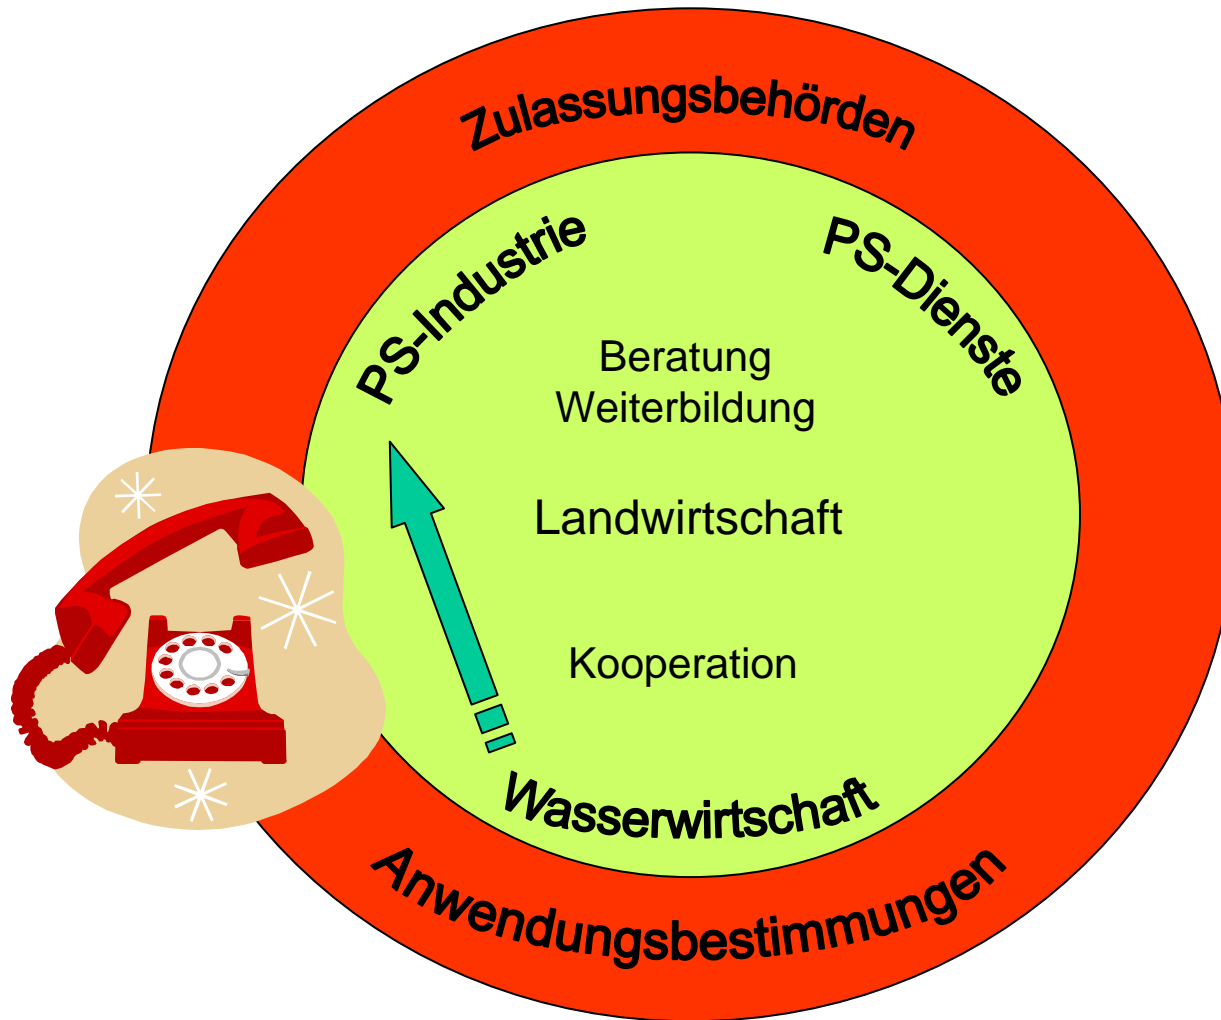 Zulassungsbehörden
PS-Industrie
PS-Dienste
Beratung
Weiterbildung
Landwirtschaft
Kooperation
Wasserwirtschaft
Anwendungsbestimmungen